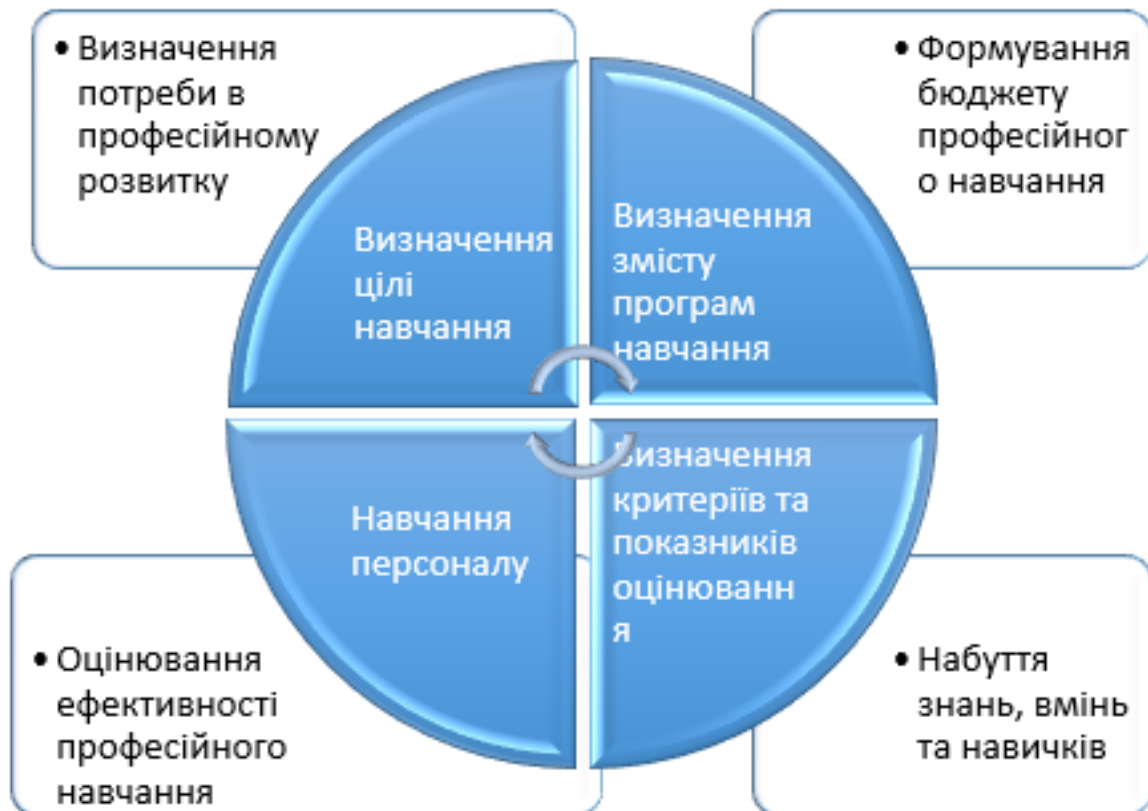 • Визначення
потреби в
професійному
розвитку
• Формування
бюджету
професійног
о навчання
Визначення
цілі
навчання
Визначення
змісту
програм
навчання
Навчання
персоналу
Визначення
критеріїв та
показників
оцінюванн
я
• Оцінювання
ефективності
професійного
навчання
• Набуття
знань, вмінь
та навичків